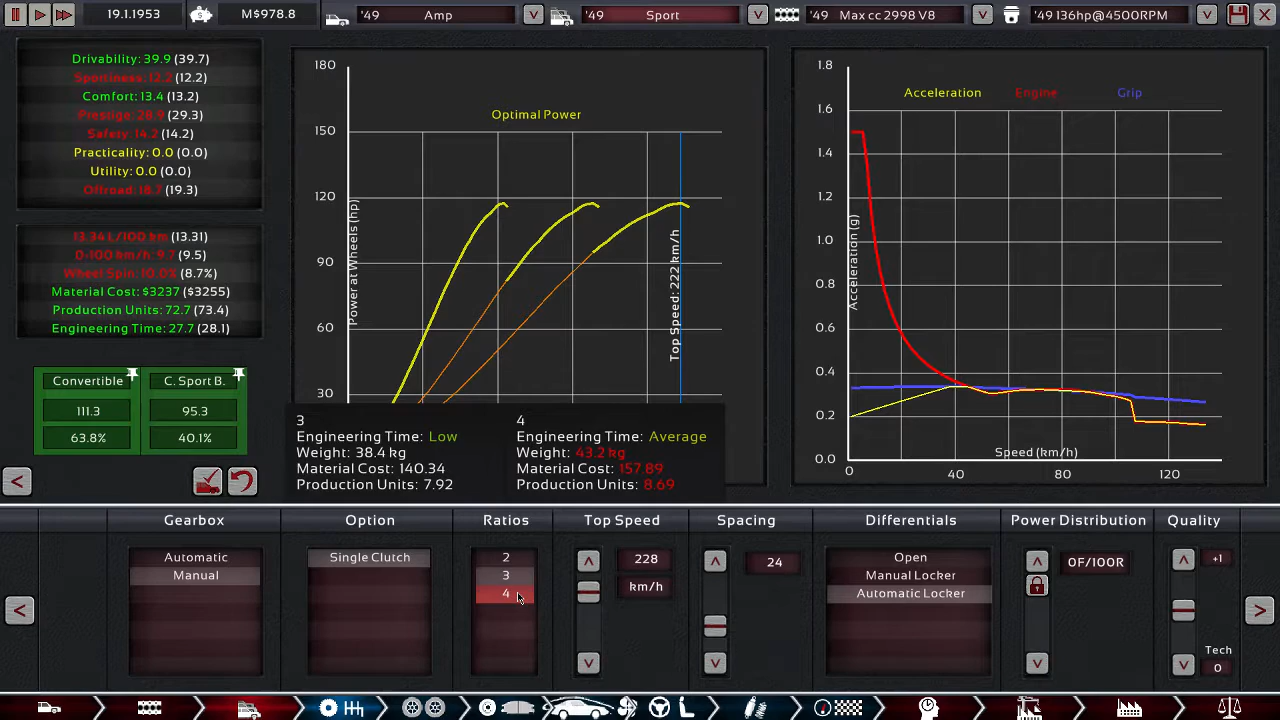 19.1.1953
M$978.8
'49 Amp
'49 Sport
'49 Max cc 2998 V8
'49 136hp@4500RPM
Drivability: 39.9 (39.7)
Sportiness: 12.2 (12.2)
Comfort: 13.4 (13.2)
Prestige: 28.9 (29.3)
Safety: 14.2 (14.2)
Practicality: 0.0 (0.0)
Utility: 0.0 (0.0)
Offroad: 18.7 (19.3)
13.34 L/100 km (13.31)
0-100 km/h: 9.7 (9.5)
Wheel Spin: 10.0% (8.7%)
Material Cost: $3237 ($3255)
Production Units: 72.7 (73.4)
Engineering Time: 27.7 (28.1)
Convertible
111.3
63.8%
C. Sport B.
95.3
40.1%
180
150
120
90
60
30
Power at Wheels (hp)
Optimal Power
Top Speed: 222 km/h
1.8
1.6
1.4
1.2
1.0
0.8
0.6
0.4
0.2
0.0
Acceleration (g)
Acceleration
Engine
Grip
Speed (km/h)
0
40
80
120
3
Engineering Time: Low
Weight: 38.4 kg
Material Cost: 140.34
Production Units: 7.92
4
Engineering Time: Average
Weight: 43.2 kg
Material Cost: 157.89
Production Units: 8.69
Gearbox
Automatic
Manual
Option
Single Clutch
Ratios
2
3
4
Top Speed
228
km/h
Spacing
24
Differentials
Open
Manual Locker
Automatic Locker
Power Distribution
0F/100R
Quality
+1
Tech
0